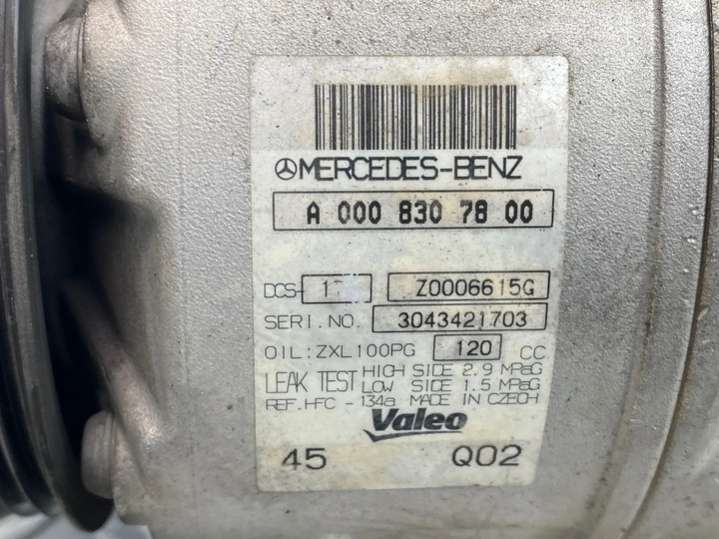 MERCEDES-BENZ
A 000 830 78 00
DCS- Z0006615G
SERI.NO. 3043421703
OIL:ZXL100PG 120 CC
LEAK TEST HIGH SIDE 2.9 MPaG
LOW SIDE 1.5 MPaG
REF.HFC - 134a MADE IN CZECH
Valeo
45 Q02